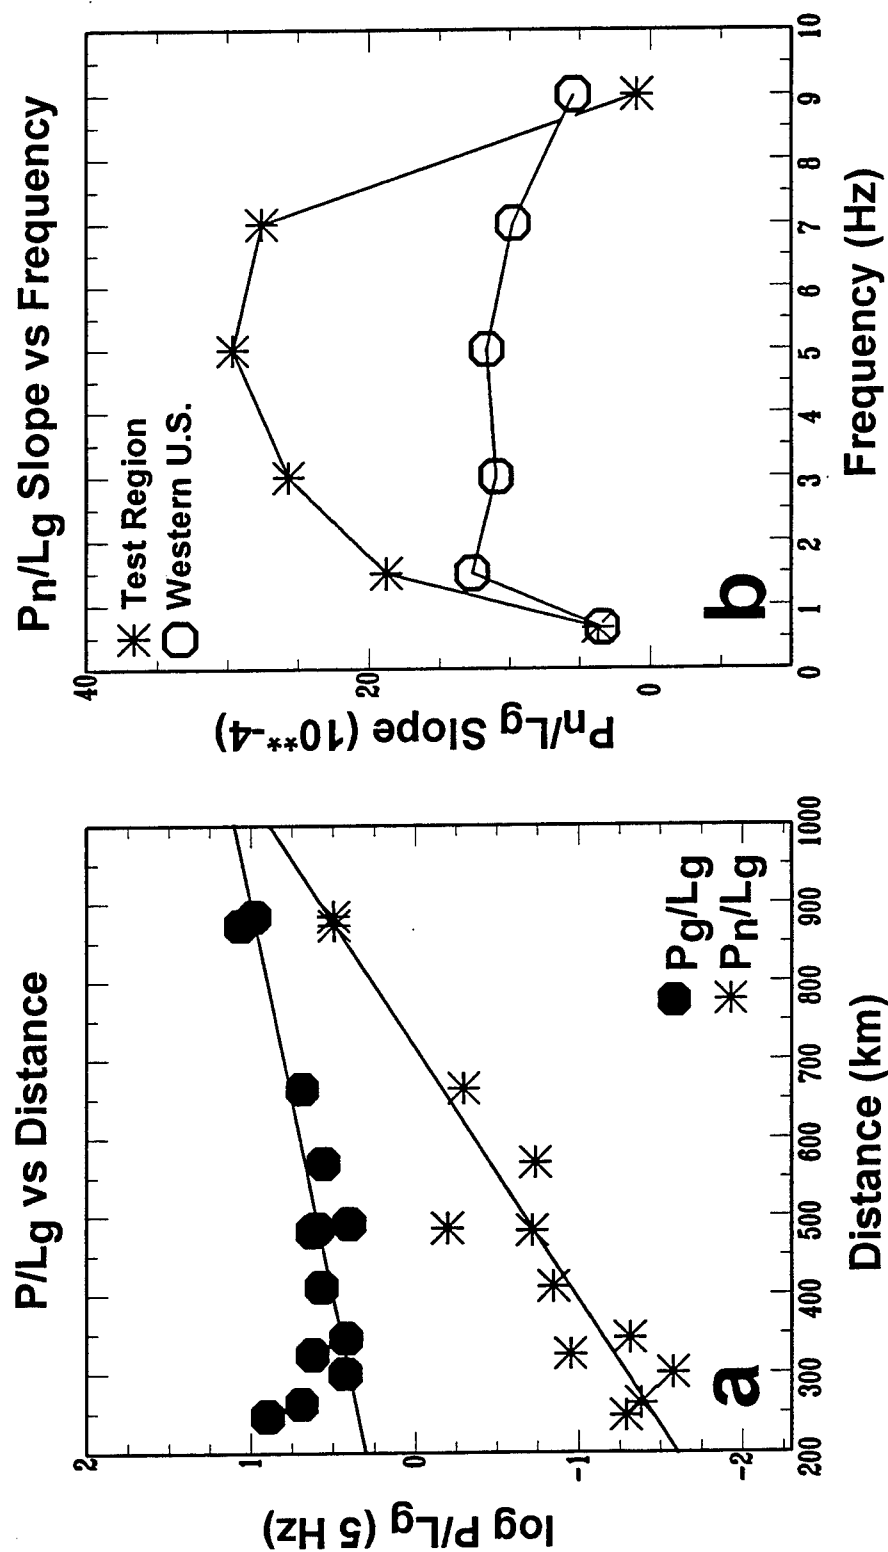 P/Lg vs Distance
2
1
0
-1
-2
log P/Lg (5 Hz)
200 300 400 500 600 700 800 900 1000
Distance (km)
Pg/Lg
Pn/Lg
a
Pn/Lg Slope vs Frequency
Test Region
Western U.S.
40
20
0
Pn/Lg Slope (10**-4)
0 1 2 3 4 5 6 7 8 9 10
Frequency (Hz)
b